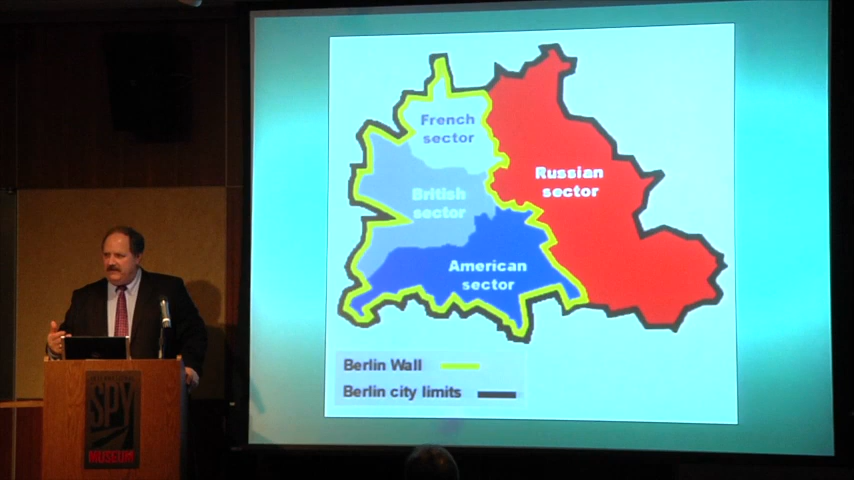 French
sector
Russian
sector
British
sector
American
sector
Berlin Wall
Berlin city limits
SPY
MUSEUM